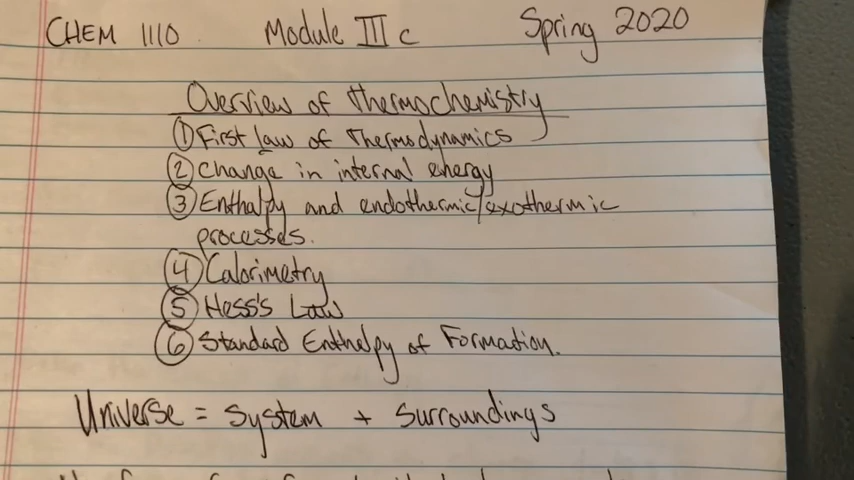 CHEM 1110 Module III c Spring 2020
Overview of thermochemistry
① First law of Thermodynamics
② Change in internal energy
③ Enthalpy and endothermic/exothermic
processes.
④ Calorimetry
⑤ Hess's Law
⑥ Standard Enthalpy of Formation.
Universe = system + surroundings